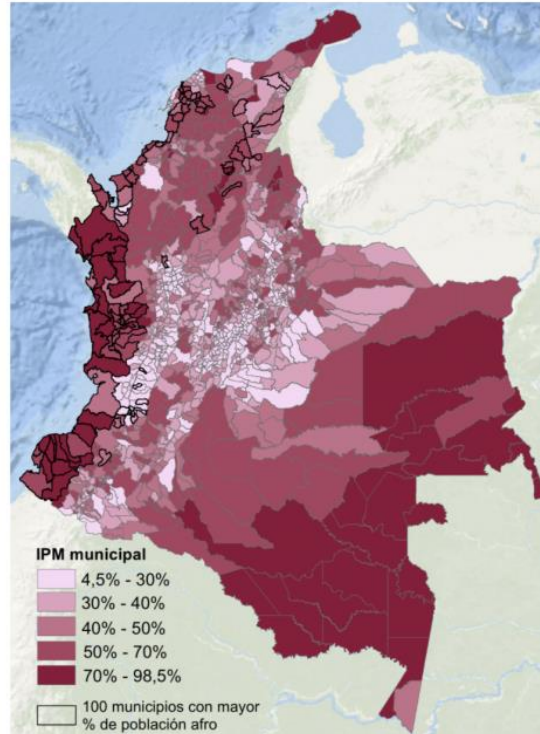 IPM municipal
4,5% - 30%
30% - 40%
40% - 50%
50% - 70%
70% - 98,5%
100 municipios con mayor
% de población afro